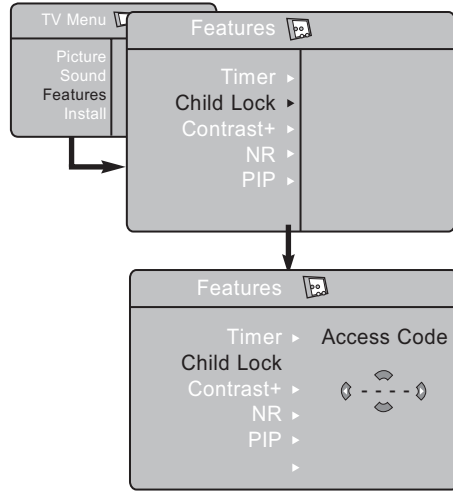 TV Menu
Picture
Sound
Features
Install
Features
Timer
Child Lock
Contrast+
NR
PIP
Features
Timer
Child Lock
Contrast+
NR
PIP
Access Code
- - - -